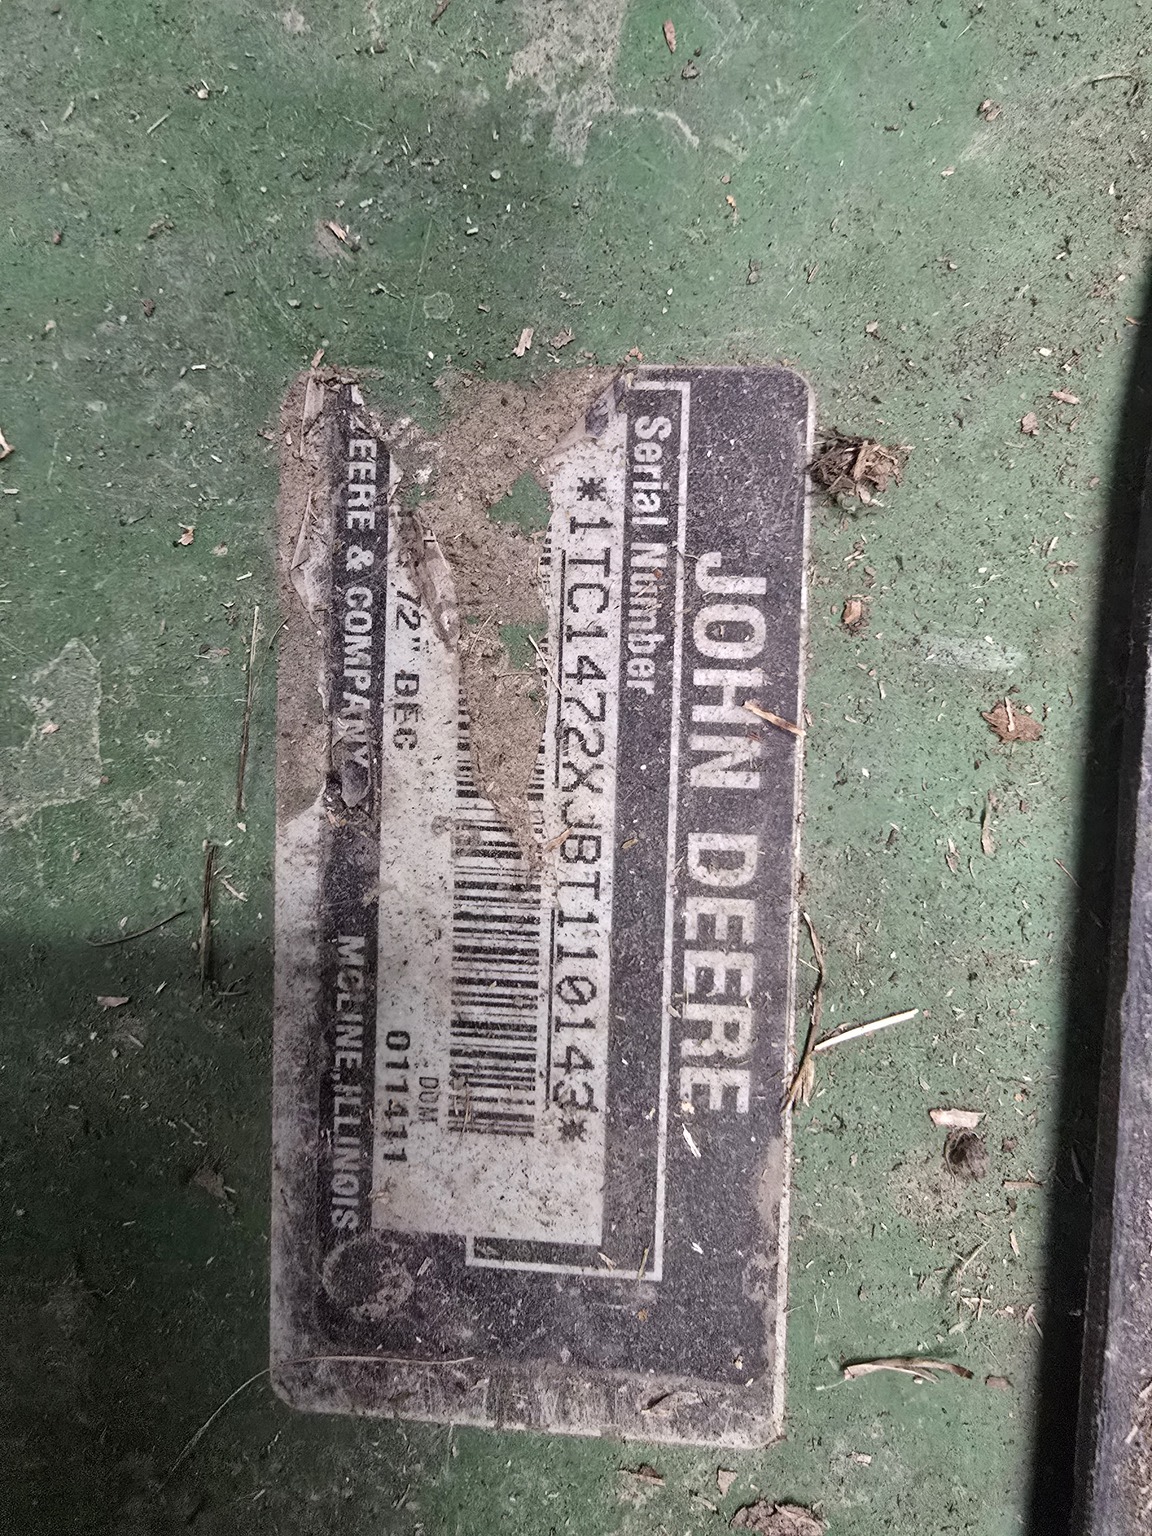 JOHN DEERE
Serial Number
*1TC1472XJBT110143*
DOM
72" DEC 011411
EERE & COMPANY MOLINE, ILLINOIS